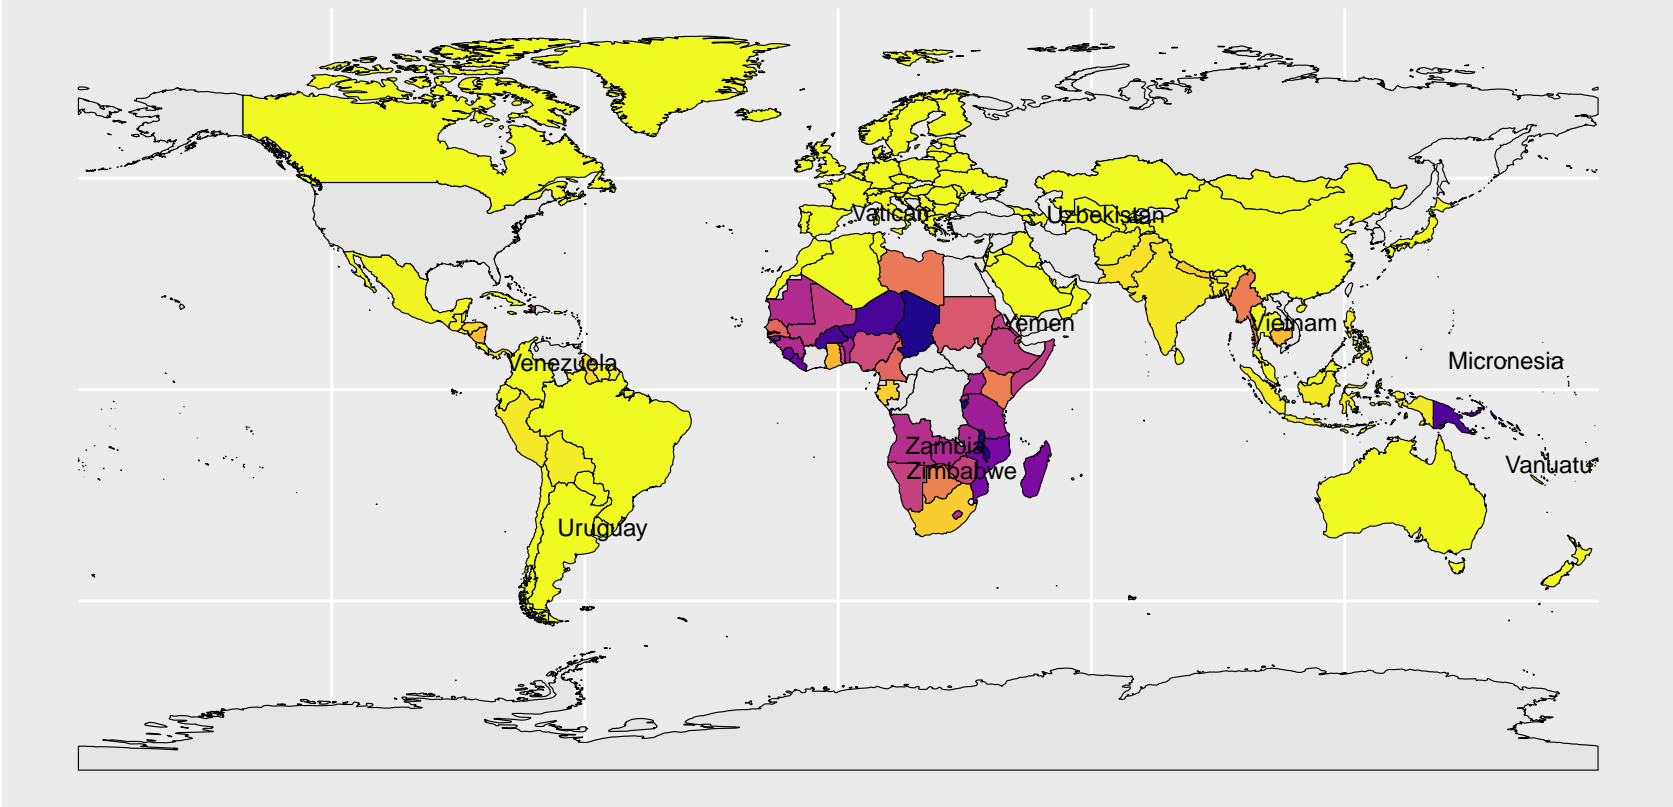 Vatican
Uzbekistan
Yemen
Vietnam
Venezuela
Micronesia
Zambia
Vanuatu
Zimbabwe
Uruguay